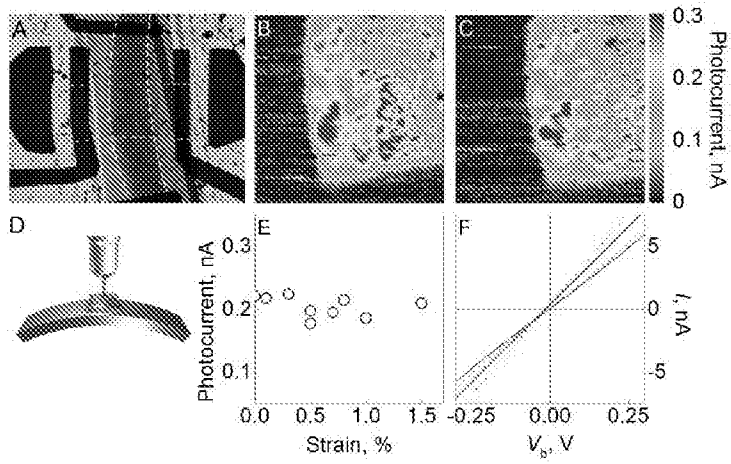 A
B
C
0.3
0.2
0.1
0
Photocurrent, nA
D
E
0.3
0.2
0.1
Photocurrent, nA
0.0 0.5 1.0 1.5
Strain, %
F
5
0
-5
I, nA
-0.25 0.00 0.25
Vb, V